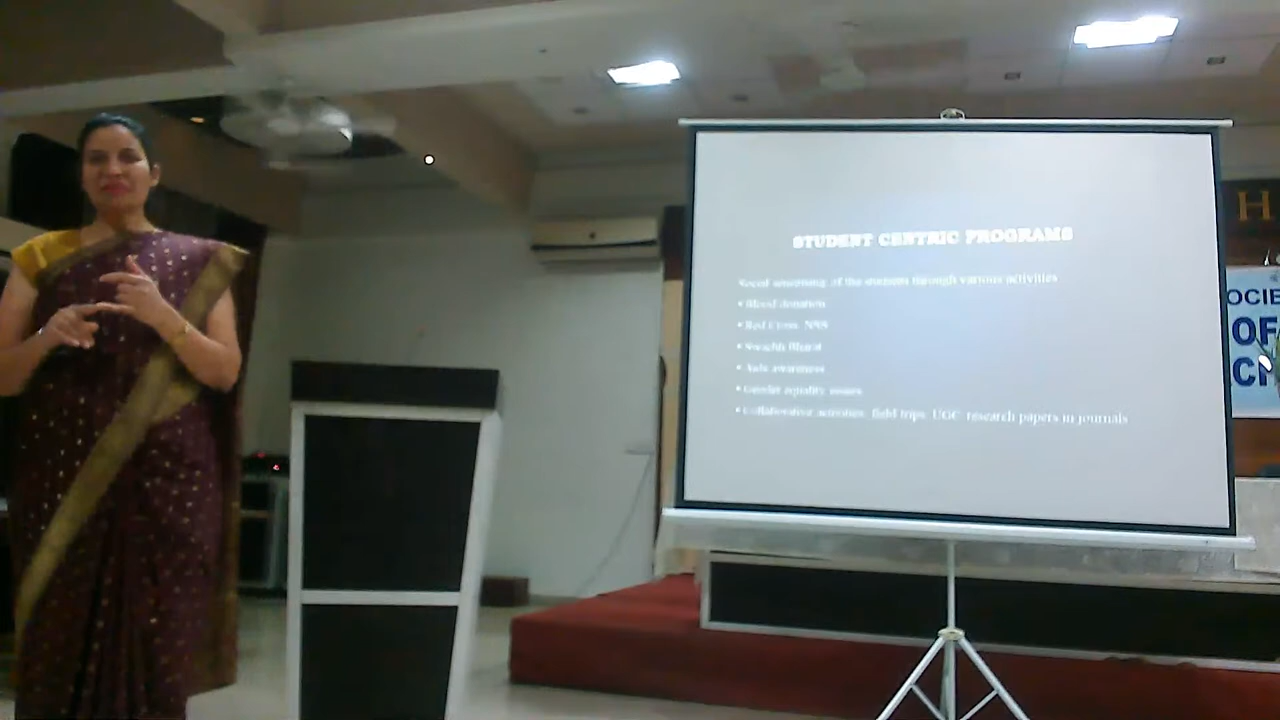 STUDENT CENTRIC PROGRAMS
Social sensitizing of the students through various activities
• Blood donation
• Red Cross, NSS
• Swachh Bharat
• Aids awareness
• Gender equality issues
• Collaborative activities, field trips, UGC research papers in journals
H
OCIE
OF
CH